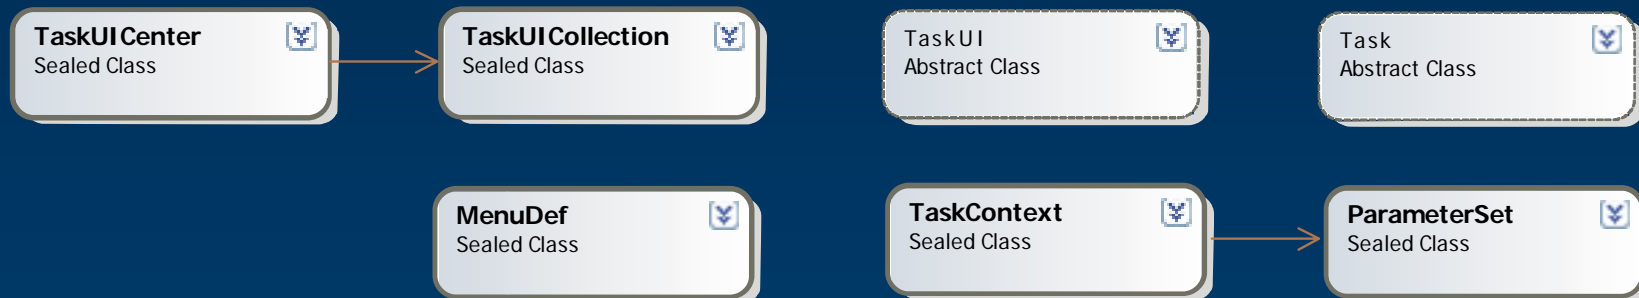 TaskUICenter
Sealed Class
TaskUICollection
Sealed Class
TaskUI
Abstract Class
Task
Abstract Class
MenuDef
Sealed Class
TaskContext
Sealed Class
ParameterSet
Sealed Class